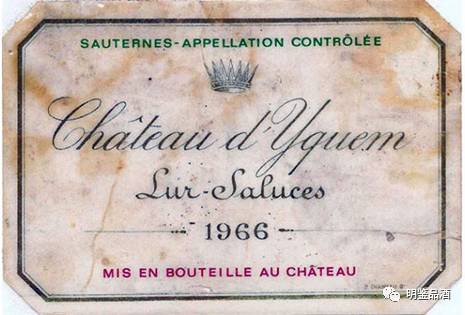 SAUTERNES-APPELLATION CONTRÔLÉE
Château d'Yquem
Lur-Saluces
1966
MIS EN BOUTEILLE AU CHÂTEAU
明鉴品酒